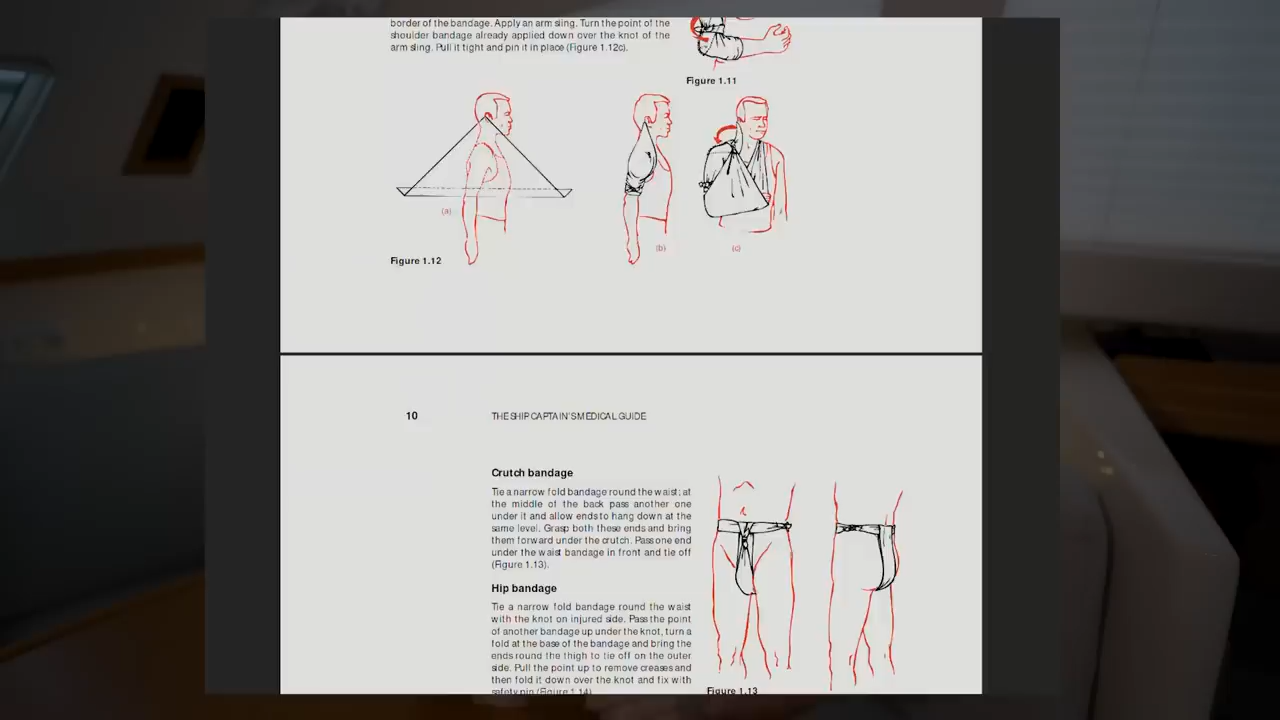 border of the bandage. Apply an arm sling. Turn the point of the
shoulder bandage already applied down over the knot of the
arm sling. Pull it tight and pin it in place (Figure 1.12c).
Figure 1.11
(a)
(b)
(c)
Figure 1.12
10
THE SHIP CAPTAIN'S MEDICAL GUIDE
Crutch bandage
Tie a narrow fold bandage round the waist; at
the middle of the back pass another one
under it and allow ends to hang down at the
same level. Grasp both these ends and bring
them forward under the crutch. Pass one end
under the waist bandage in front and tie off
(Figure 1.13).
Hip bandage
Tie a narrow fold bandage round the waist
with the knot on injured side. Pass the point
of another bandage up under the knot, turn a
fold at the base of the bandage and bring the
ends round the thigh to tie off on the outer
side. Pull the point up to remove creases and
then fold it down over the knot and fix with
safety pin (Figure 1.14).
Figure 1.13